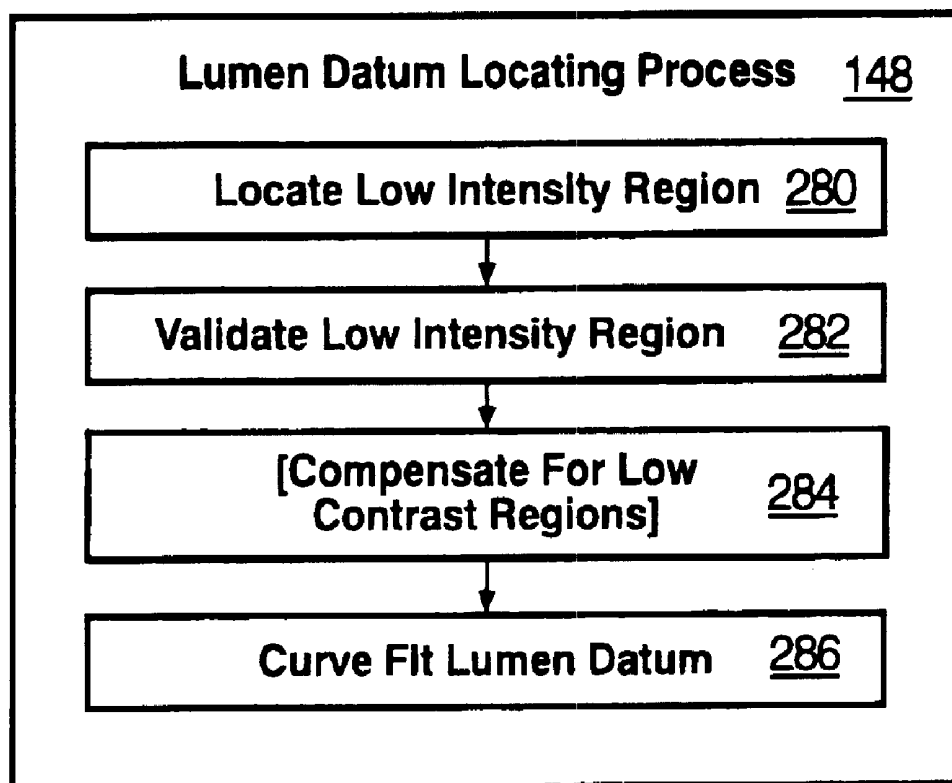 Lumen Datum Locating Process 148
Locate Low Intensity Region 280
Validate Low Intensity Region 282
[Compensate For Low
Contrast Regions] 284
Curve Fit Lumen Datum 286